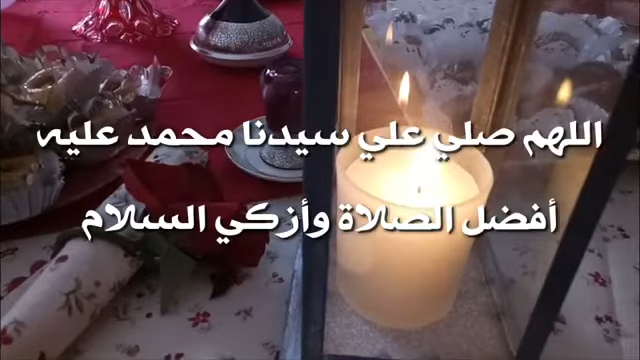 اللهم صلي علي سيدنا محمد عليه
أفضل الصلاة وأزكي السلام